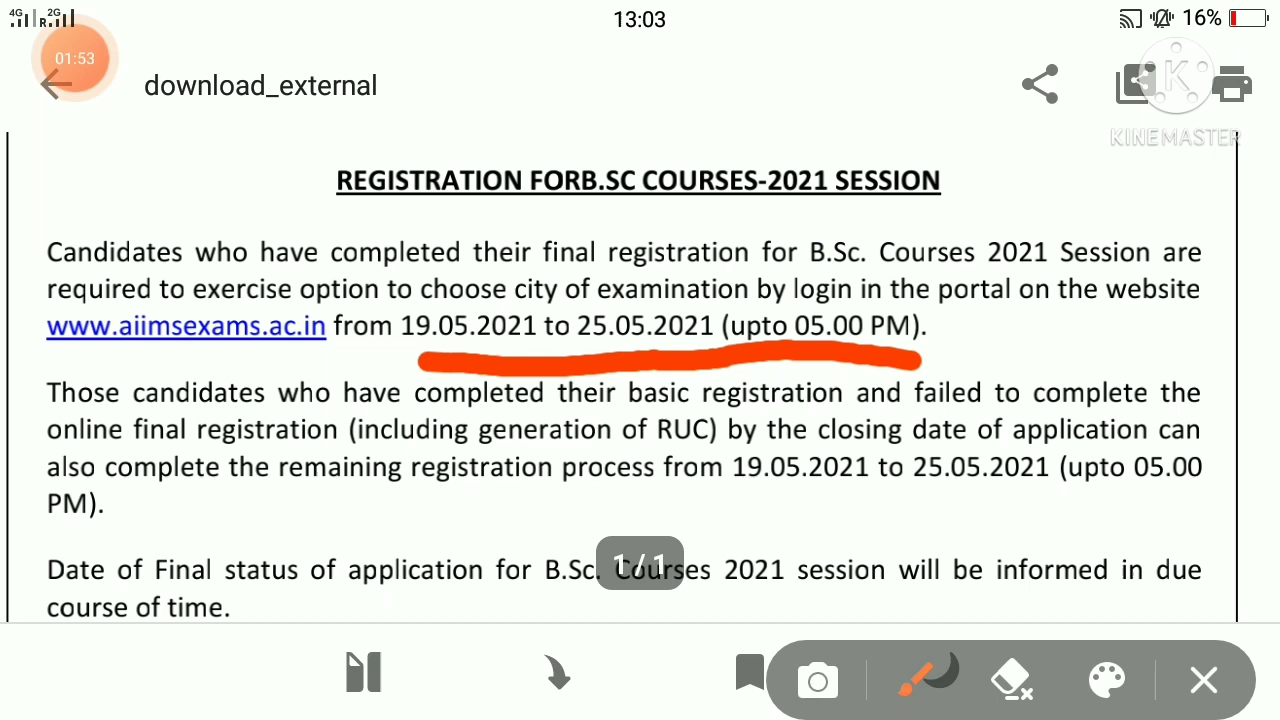 4G R 2G 13:03 16%
01:53
download_external
KINEMASTER
REGISTRATION FORB.SC COURSES-2021 SESSION
Candidates who have completed their final registration for B.Sc. Courses 2021 Session are
required to exercise option to choose city of examination by login in the portal on the website
www.aiimsexams.ac.in from 19.05.2021 to 25.05.2021 (upto 05.00 PM).
Those candidates who have completed their basic registration and failed to complete the
online final registration (including generation of RUC) by the closing date of application can
also complete the remaining registration process from 19.05.2021 to 25.05.2021 (upto 05.00
PM).
1/1
Date of Final status of application for B.Sc. Courses 2021 session will be informed in due
course of time.